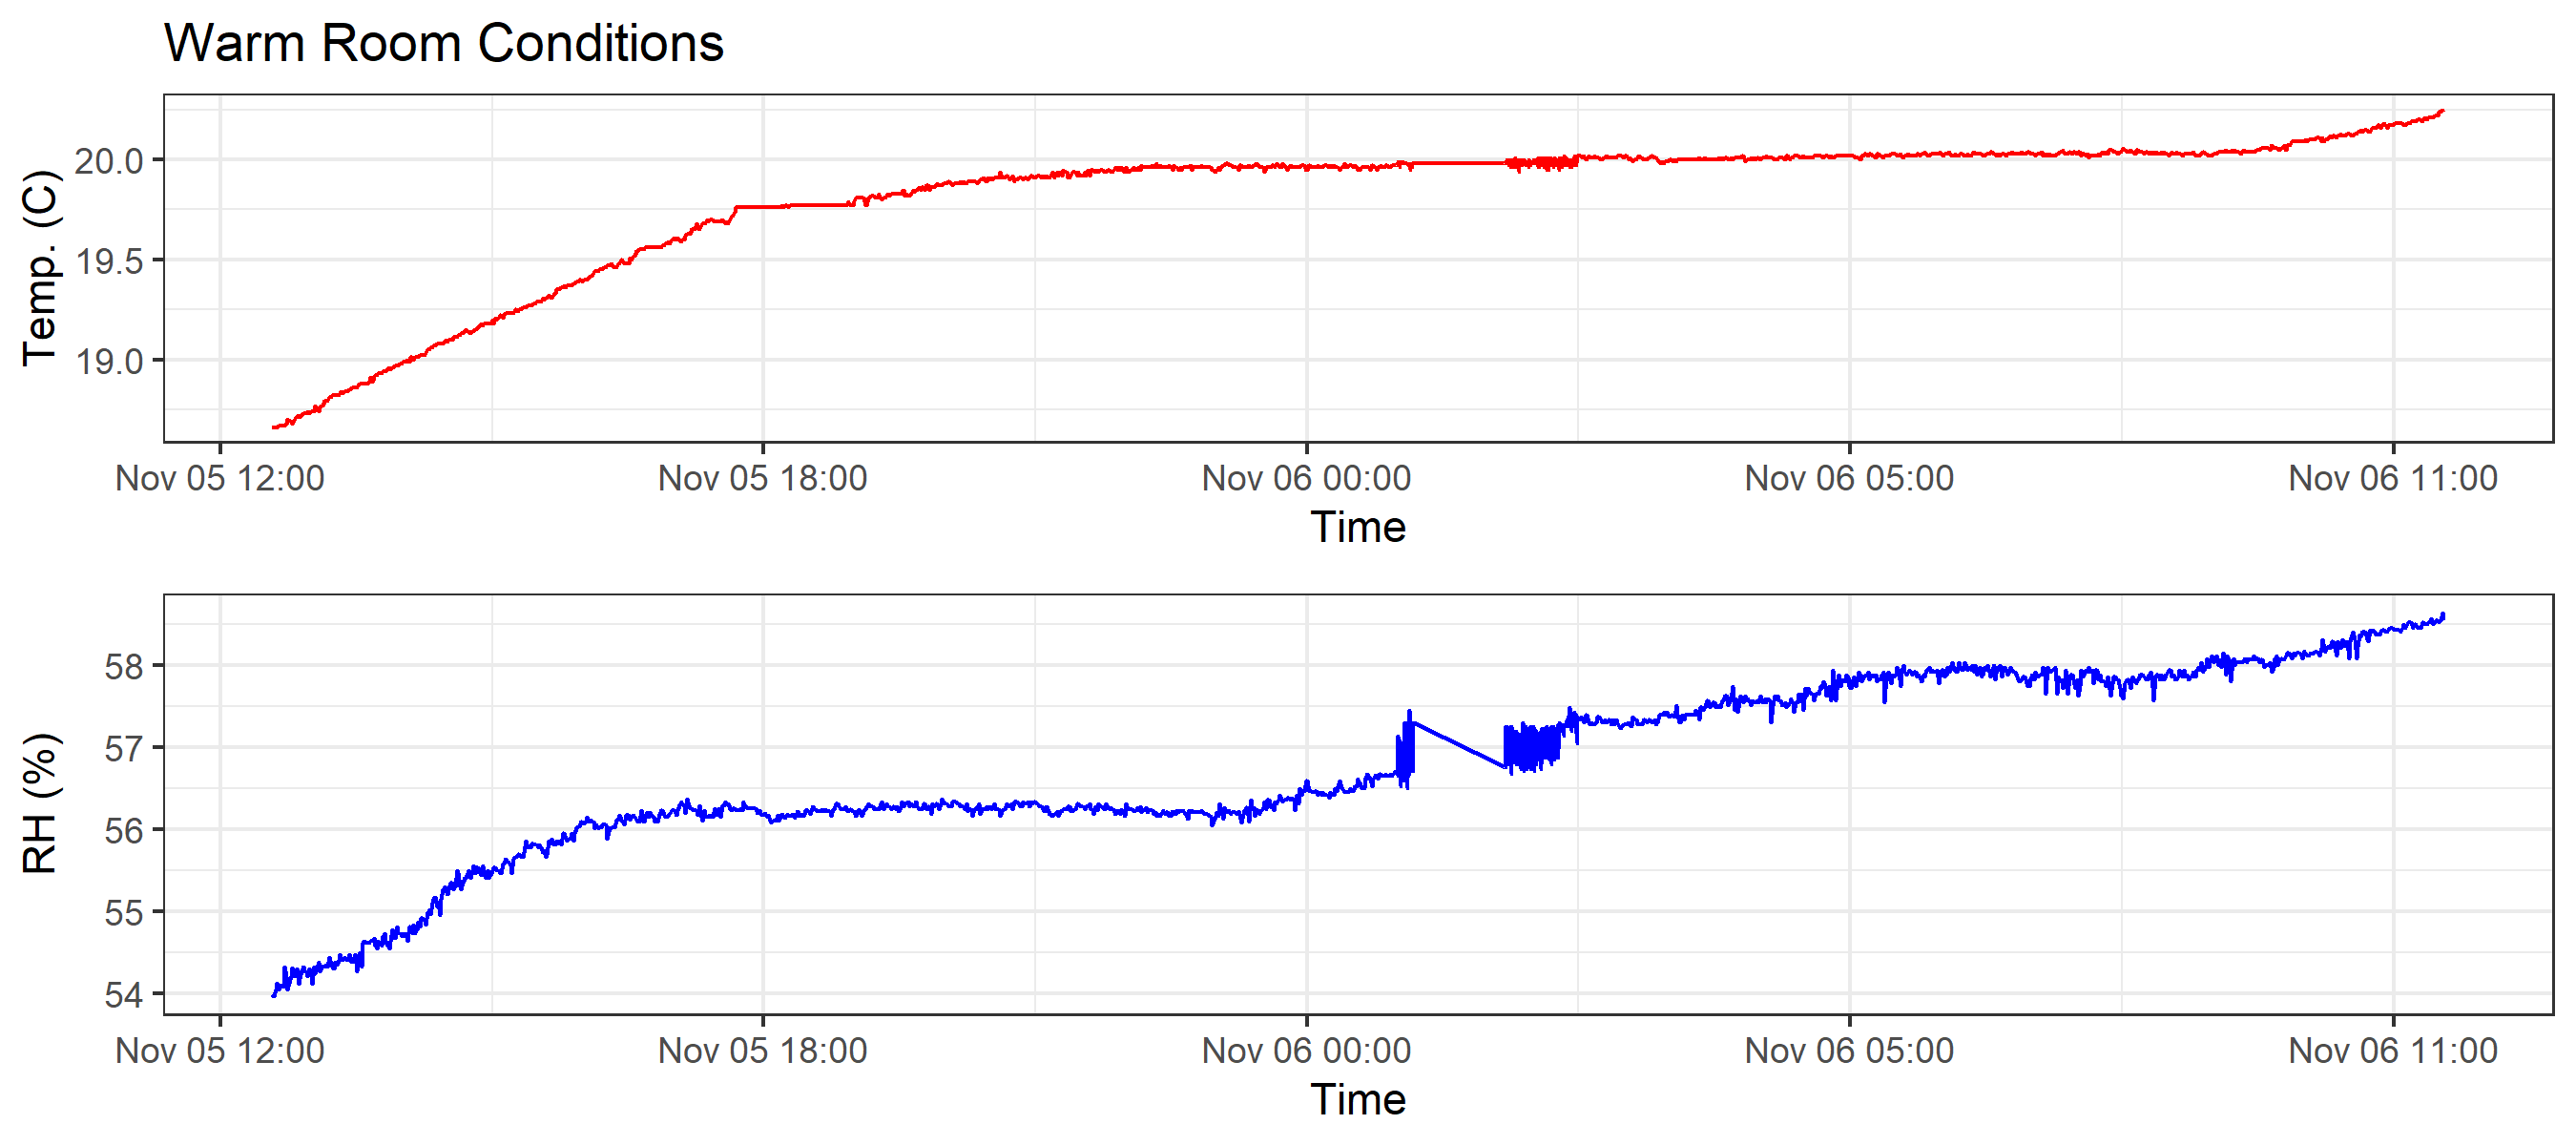 Warm Room Conditions
Temp. (C)
20.0
19.5
19.0
Nov 05 12:00 Nov 05 18:00 Nov 06 00:00 Nov 06 05:00 Nov 06 11:00
Time
RH (%)
58
57
56
55
54
Nov 05 12:00 Nov 05 18:00 Nov 06 00:00 Nov 06 05:00 Nov 06 11:00
Time